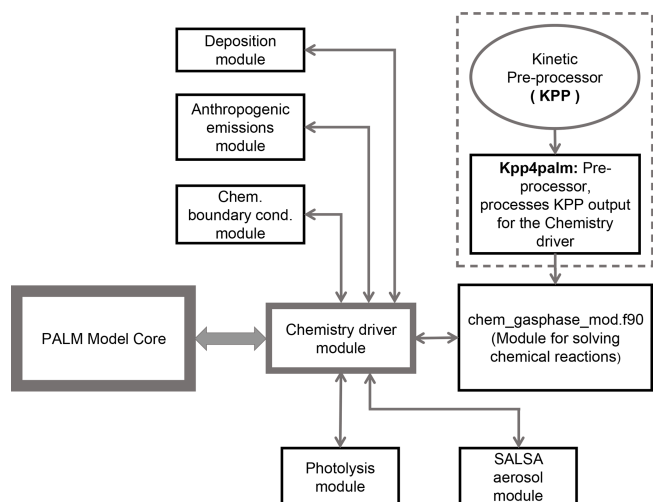 Deposition
module
Anthropogenic
emissions
module
Chem.
boundary cond.
module
Kinetic
Pre-processor
( KPP )
Kpp4palm: Pre-
processor,
processes KPP output
for the Chemistry
driver
PALM Model Core
Chemistry driver
module
chem_gasphase_mod.f90
(Module for solving
chemical reactions)
Photolysis
module
SALSA
aerosol
module